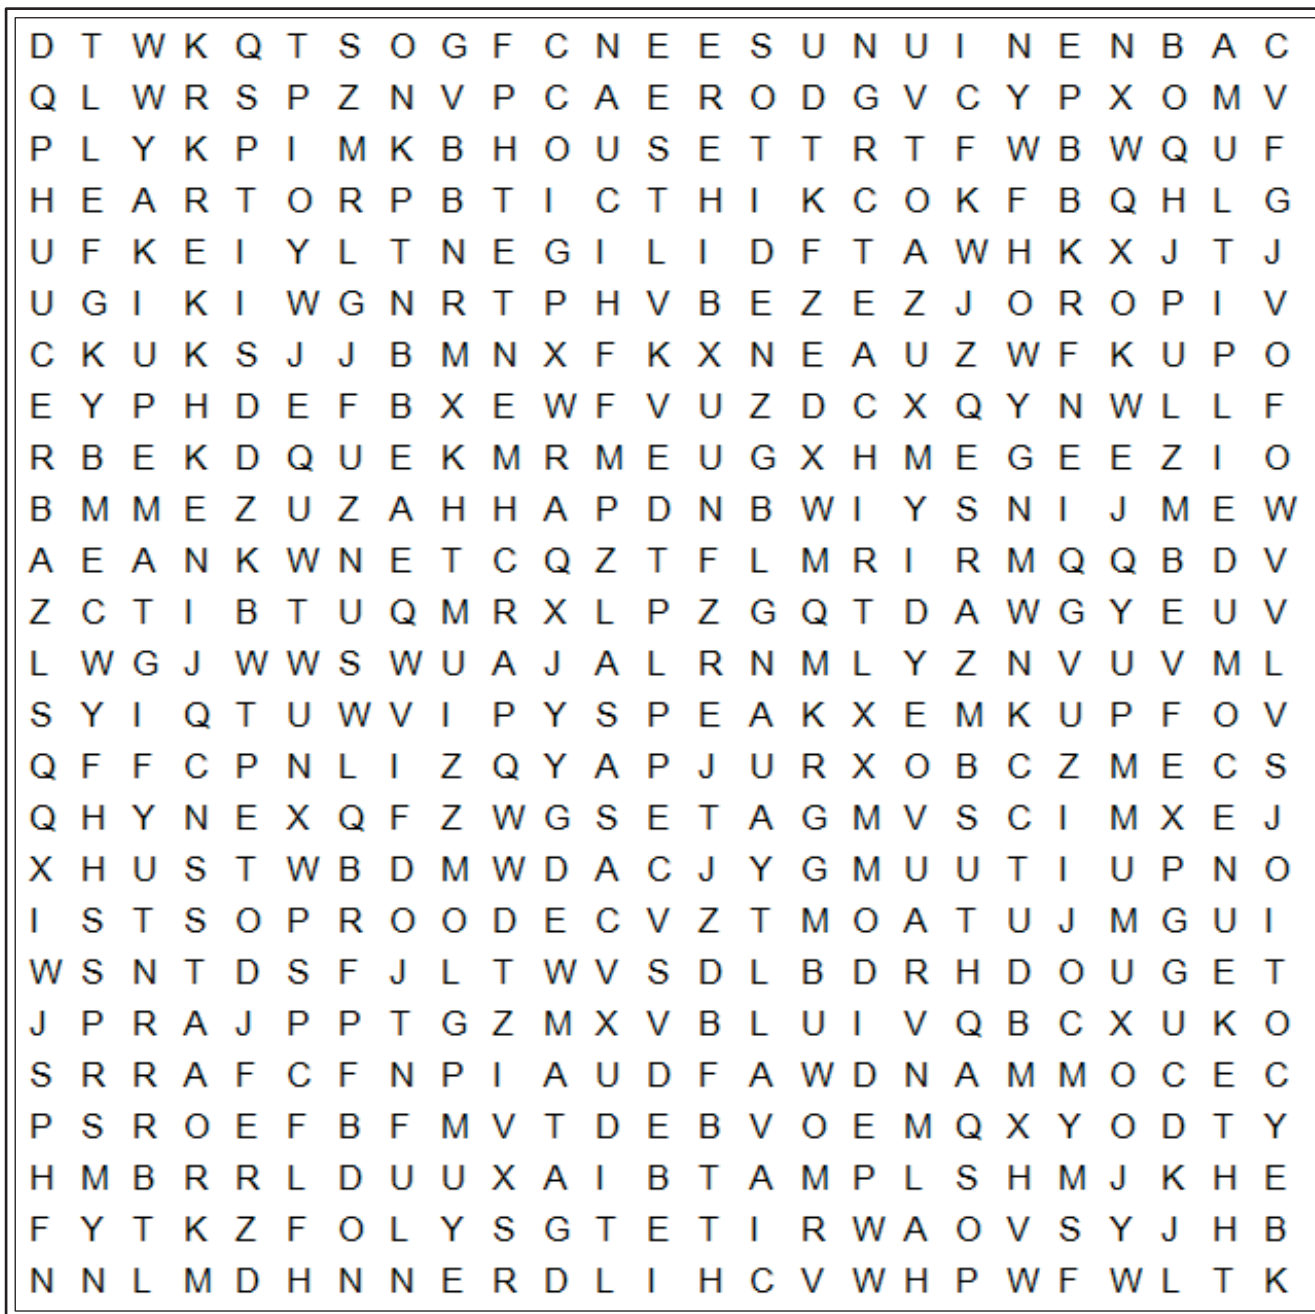 D T W K Q T S O G F C N E E S U N U I N E N B A C
Q L W R S P Z N V P C A E R O D G V C Y P X O M V
P L Y K P I M K B H O U S E T T R T F W B W Q U F
H E A R T O R P B T I C T H I K C O K F B Q H L G
U F K E I Y L T N E G I L I D F T A W H K X J T J
U G I K I W G N R T P H V B E Z E Z J O R O P I V
C K U K S J J B M N X F K X N E A U Z W F K U P O
E Y P H D E F B X E W F V U Z D C X Q Y N W L L F
R B E K D Q U E K M R M E U G X H M E G E E Z I O
B M M E Z U Z A H H A P D N B W I Y S N I J M E W
A E A N K W N E T C Q Z T F L M R I R M Q Q B D V
Z C T I B T U Q M R X L P Z G Q T D A W G Y E U V
L W G J W W S W U A J A L R N M L Y Z N V U V M L
S Y I Q T U W V I P Y S P E A K X E M K U P F O V
Q F F C P N L I Z Q Y A P J U R X O B C Z M E C S
Q H Y N E X Q F Z W G S E T A G M V S C I M X E J
X H U S T W B D M W D A C J Y G M U U T I U P N O
I S T S O P R O O D E C V Z T M O A T U J M G U I
W S N T D S F J L T W V S D L B D R H D O U G E T
J P R A J P P T G Z M X V B L U I V Q B C X U K O
S R R A F C F N P I A U D F A W D N A M M O C E C
P S R O E F B F M V T D E B V O E M Q X Y O D T Y
H M B R R L D U U X A I B T A M P L S H M J K H E
F Y T K Z F O L Y S G T E T I R W A O V S Y J H B
N N L M D H N N E R D L I H C V W H P W F W L T K